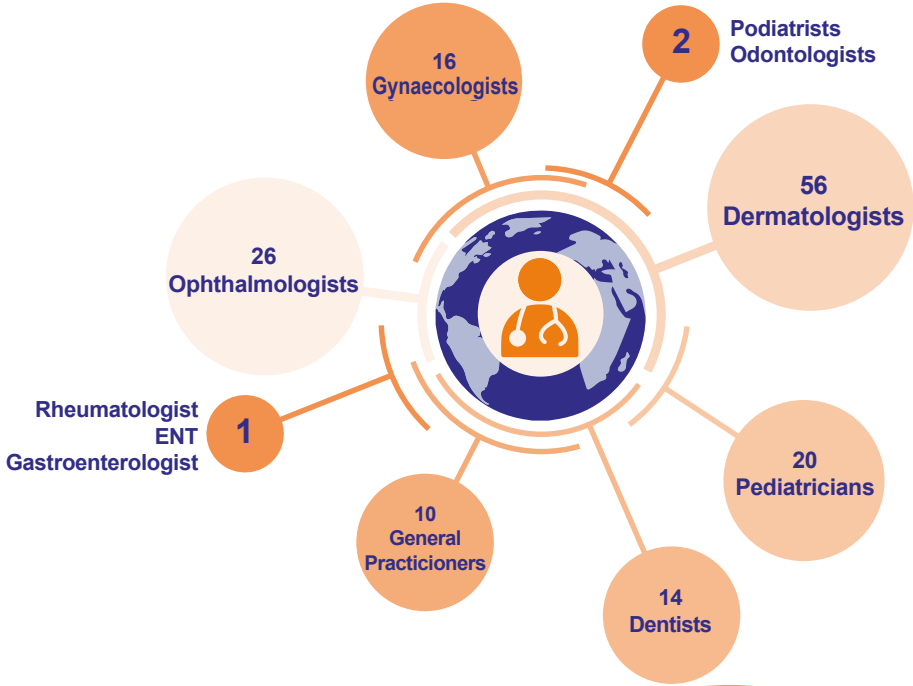 16
Gynaecologists
2
Podiatrists
Odontologists
56
Dermatologists
26
Ophthalmologists
Rheumatologist
ENT
Gastroenterologist
1
20
Pediatricians
10
General
Practicioners
14
Dentists